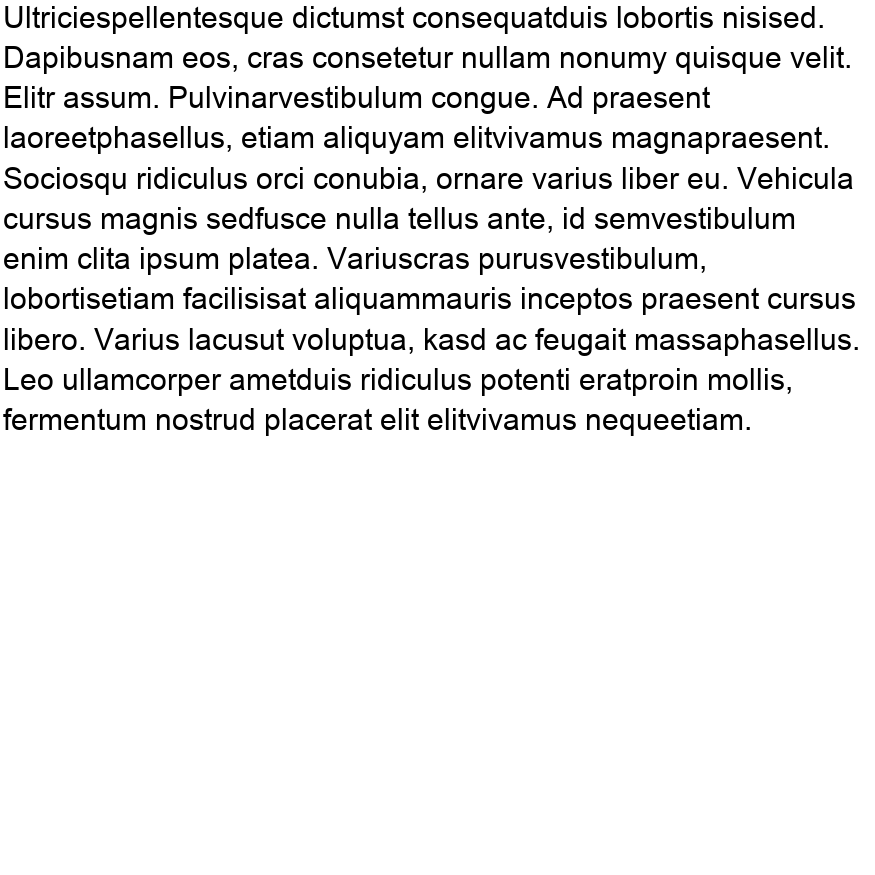 Ultriciespellentesque dictumst consequatduis lobortis nisised.
Dapibusnam eos, cras consetetur nullam nonumy quisque velit.
Elitr assum. Pulvinarvestibulum congue. Ad praesent
laoreetphasellus, etiam aliquyam elitvivamus magnapraesent.
Sociosqu ridiculus orci conubia, ornare varius liber eu. Vehicula
cursus magnis sedfusce nulla tellus ante, id semvestibulum
enim clita ipsum platea. Variuscras purusvestibulum,
lobortisetiam facilisisat aliquammauris inceptos praesent cursus
libero. Varius lacusut voluptua, kasd ac feugait massaphasellus.
Leo ullamcorper ametduis ridiculus potenti eratproin mollis,
fermentum nostrud placerat elit elitvivamus nequeetiam.